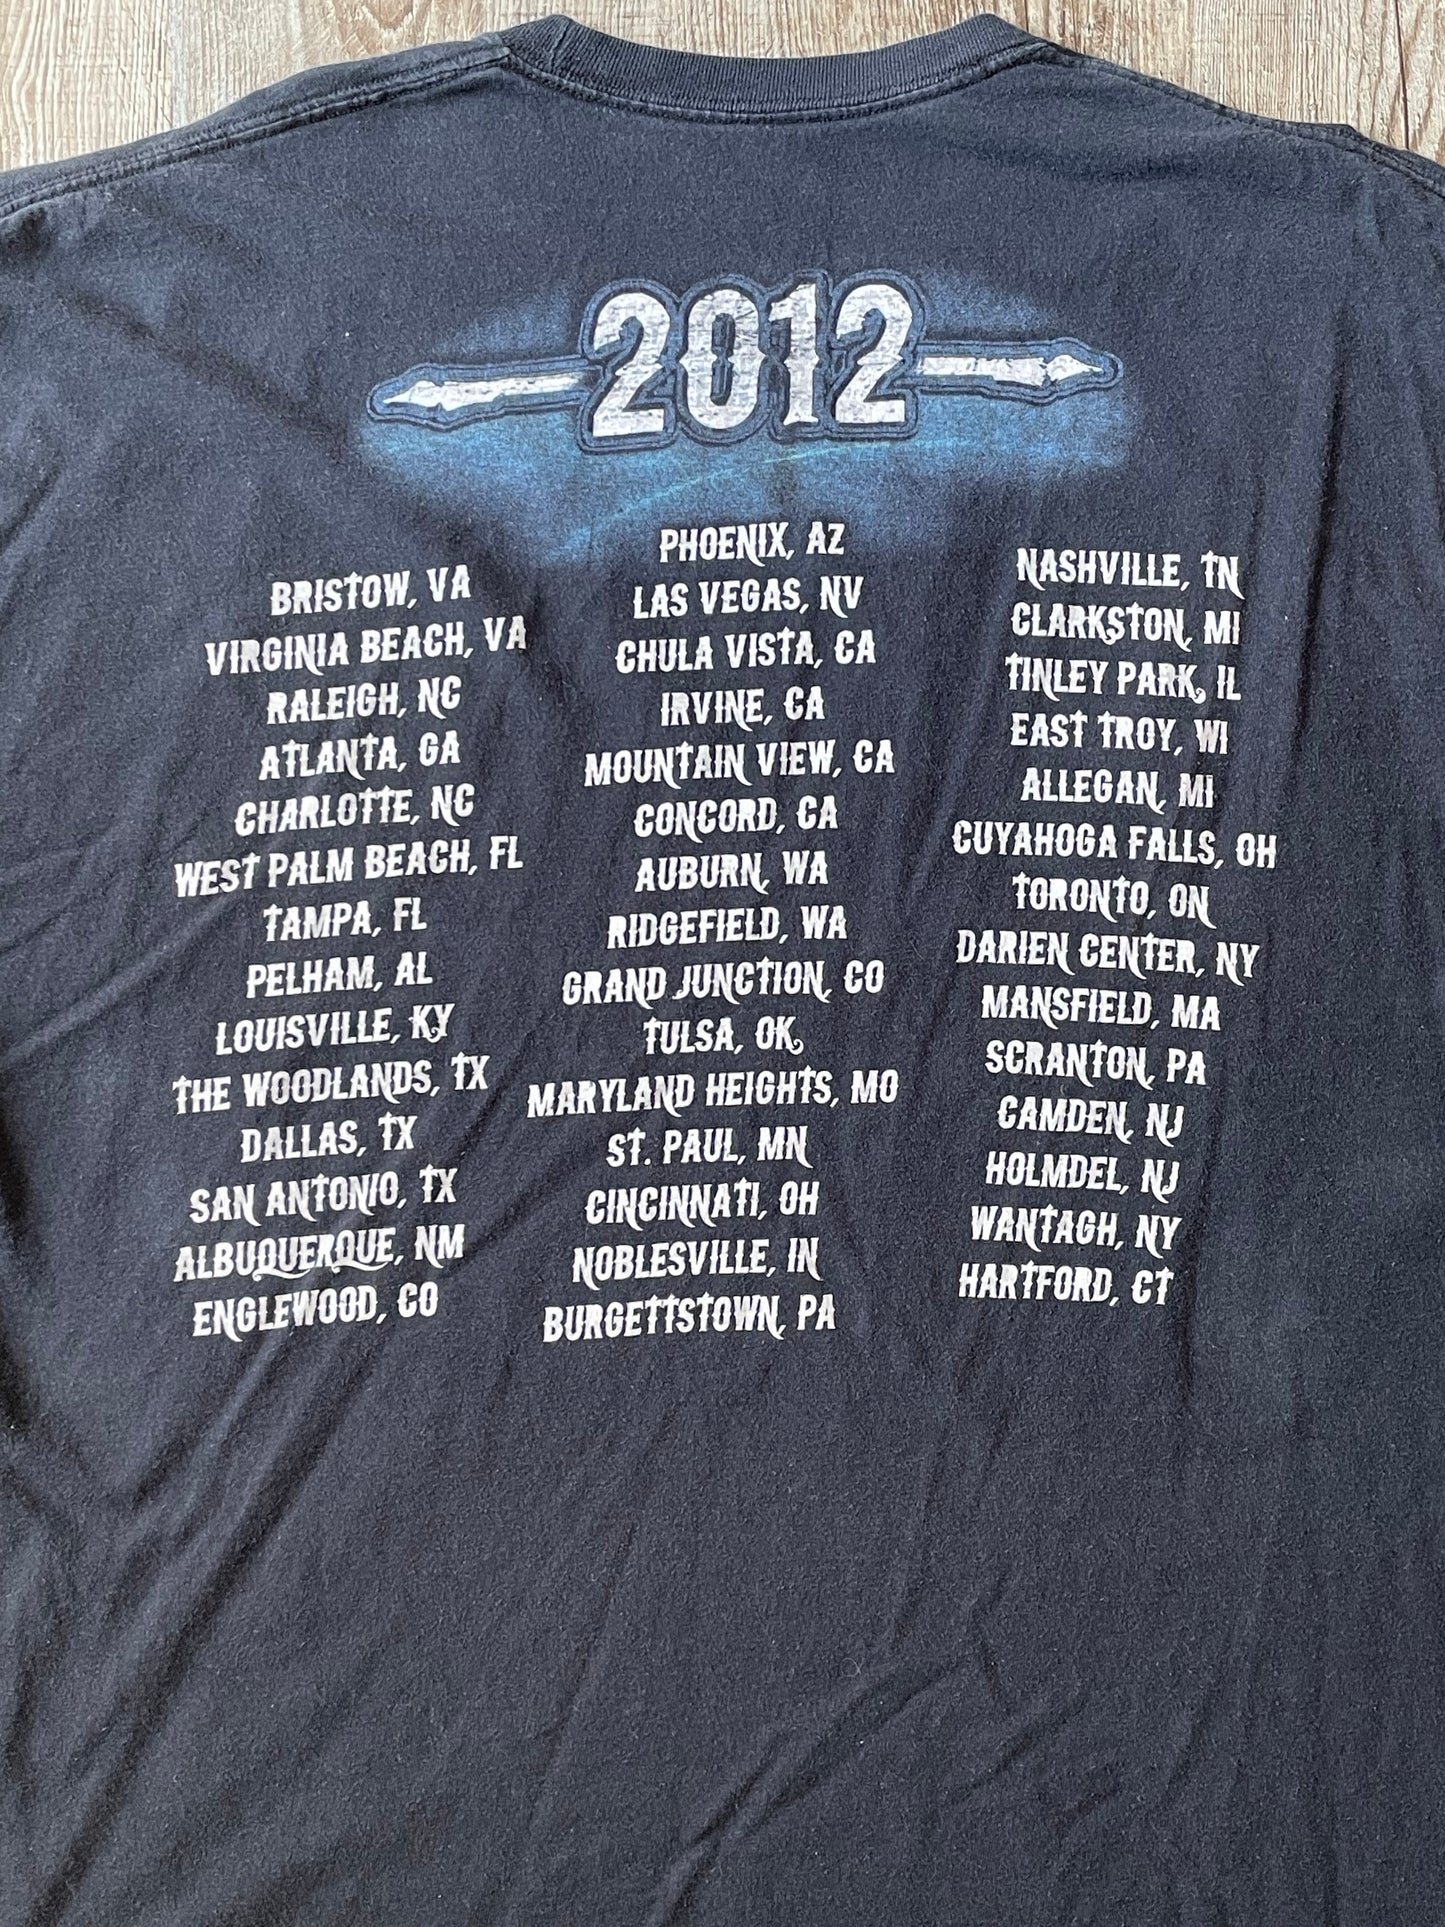 2012
BRISTOW, VA
VIRGINIA BEACH, VA
RALEIGH, NC
ATLANTA, GA
CHARLOTTE, NC
WEST PALM BEACH, FL
TAMPA, FL
PELHAM, AL
LOUISVILLE, KY
THE WOODLANDS, TX
DALLAS, TX
SAN ANTONIO, TX
ALBUQUERQUE, NM
ENGLEWOOD, CO
PHOENIX, AZ
LAS VEGAS, NV
CHULA VISTA, CA
IRVINE, CA
MOUNTAIN VIEW, CA
CONCORD, CA
AUBURN, WA
RIDGEFIELD, WA
GRAND JUNCTION, CO
TULSA, OK
MARYLAND HEIGHTS, MO
ST. PAUL, MN
CINCINNATI, OH
NOBLESVILLE, IN
BURGETTSTOWN, PA
NASHVILLE, TN
CLARKSTON, MI
TINLEY PARK, IL
EAST TROY, WI
ALLEGAN, MI
CUYAHOGA FALLS, OH
TORONTO, ON
DARIEN CENTER, NY
MANSFIELD, MA
SCRANTON, PA
CAMDEN, NJ
HOLMDEL, NJ
WANTAGH, NY
HARTFORD, CT